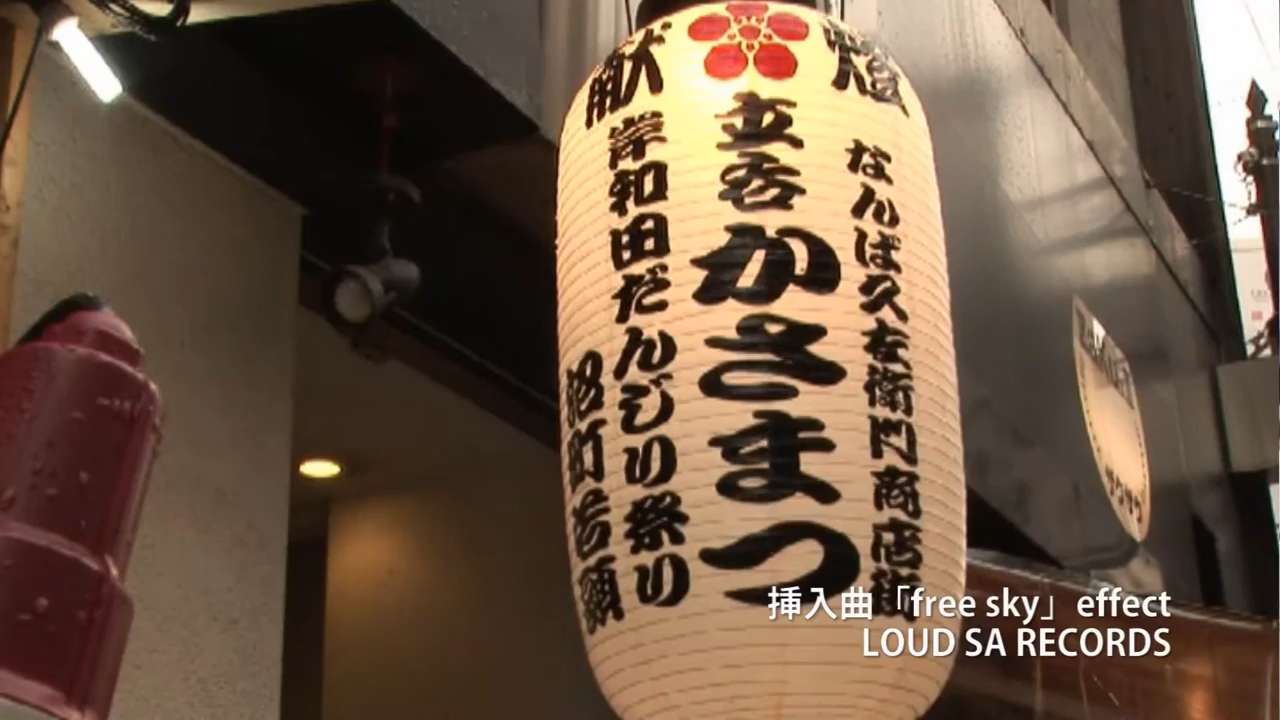 献 燈
なんば久左衛門商店街
立呑 かさまつ
岸和田だんじり祭り
沼町若頭
挿入曲「free sky」effect
LOUD SA RECORDS